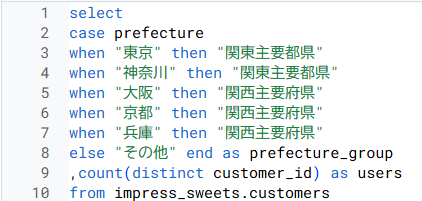 1 select
2 case prefecture
3 when "東京" then "関東主要都県"
4 when "神奈川" then "関東主要都県"
5 when "大阪" then "関西主要府県"
6 when "京都" then "関西主要府県"
7 when "兵庫" then "関西主要府県"
8 else "その他" end as prefecture_group
9 ,count(distinct customer_id) as users
10 from impress_sweets.customers